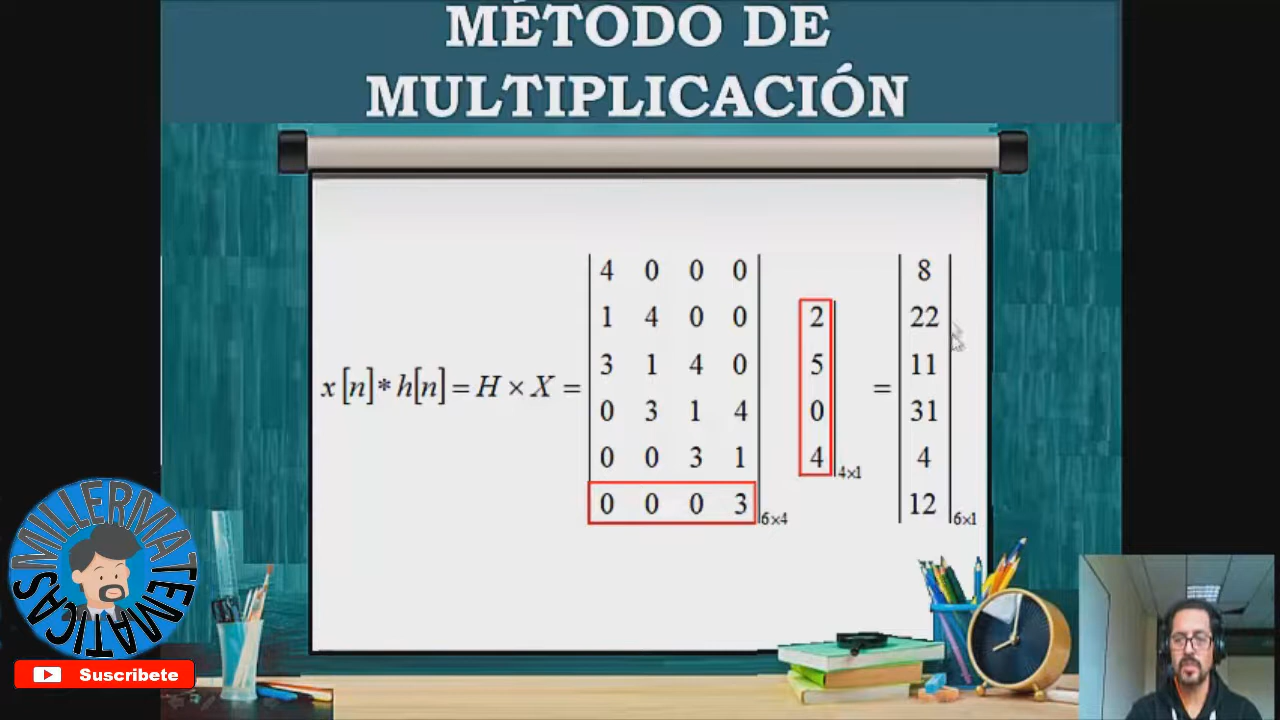 MÉTODO DE
MULTIPLICACIÓN
x[n]*h[n]=H×X=
4 0 0 0
1 4 0 0
3 1 4 0
0 3 1 4
0 0 3 1
0 0 0 3
6×4
2
5
0
4
4×1
=
8
22
11
31
4
12
6×1
MILLERMATEMATICAS
Suscribete